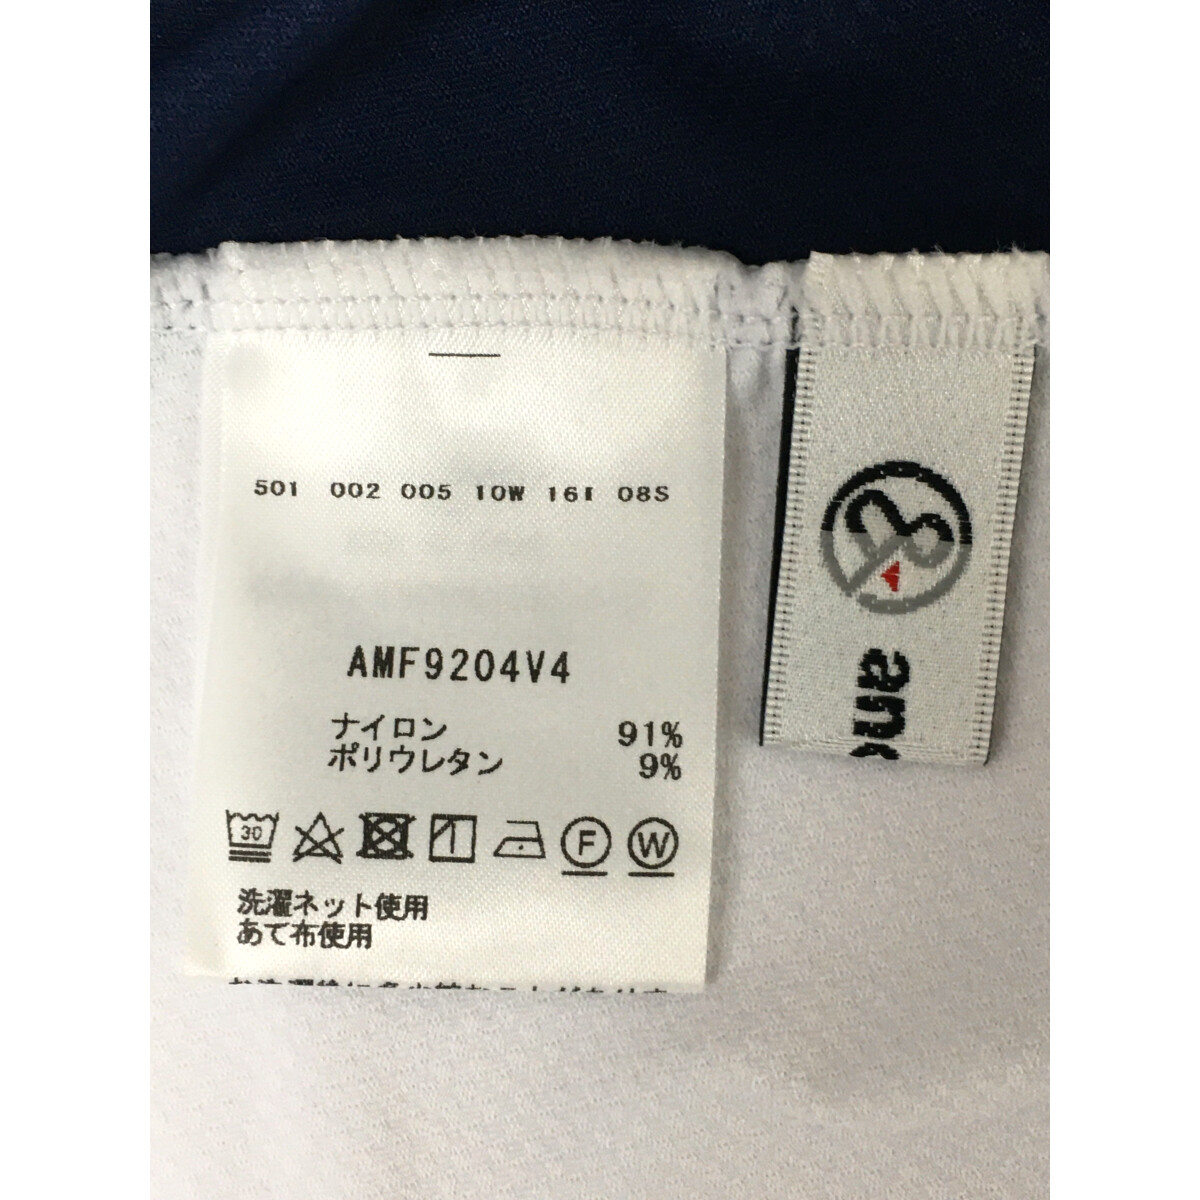 501 002 005 10W 16I 08S
AMF9204V4
ナイロン 91%
ポリウレタン 9%
30
F
W
洗濯ネット使用
あて布使用